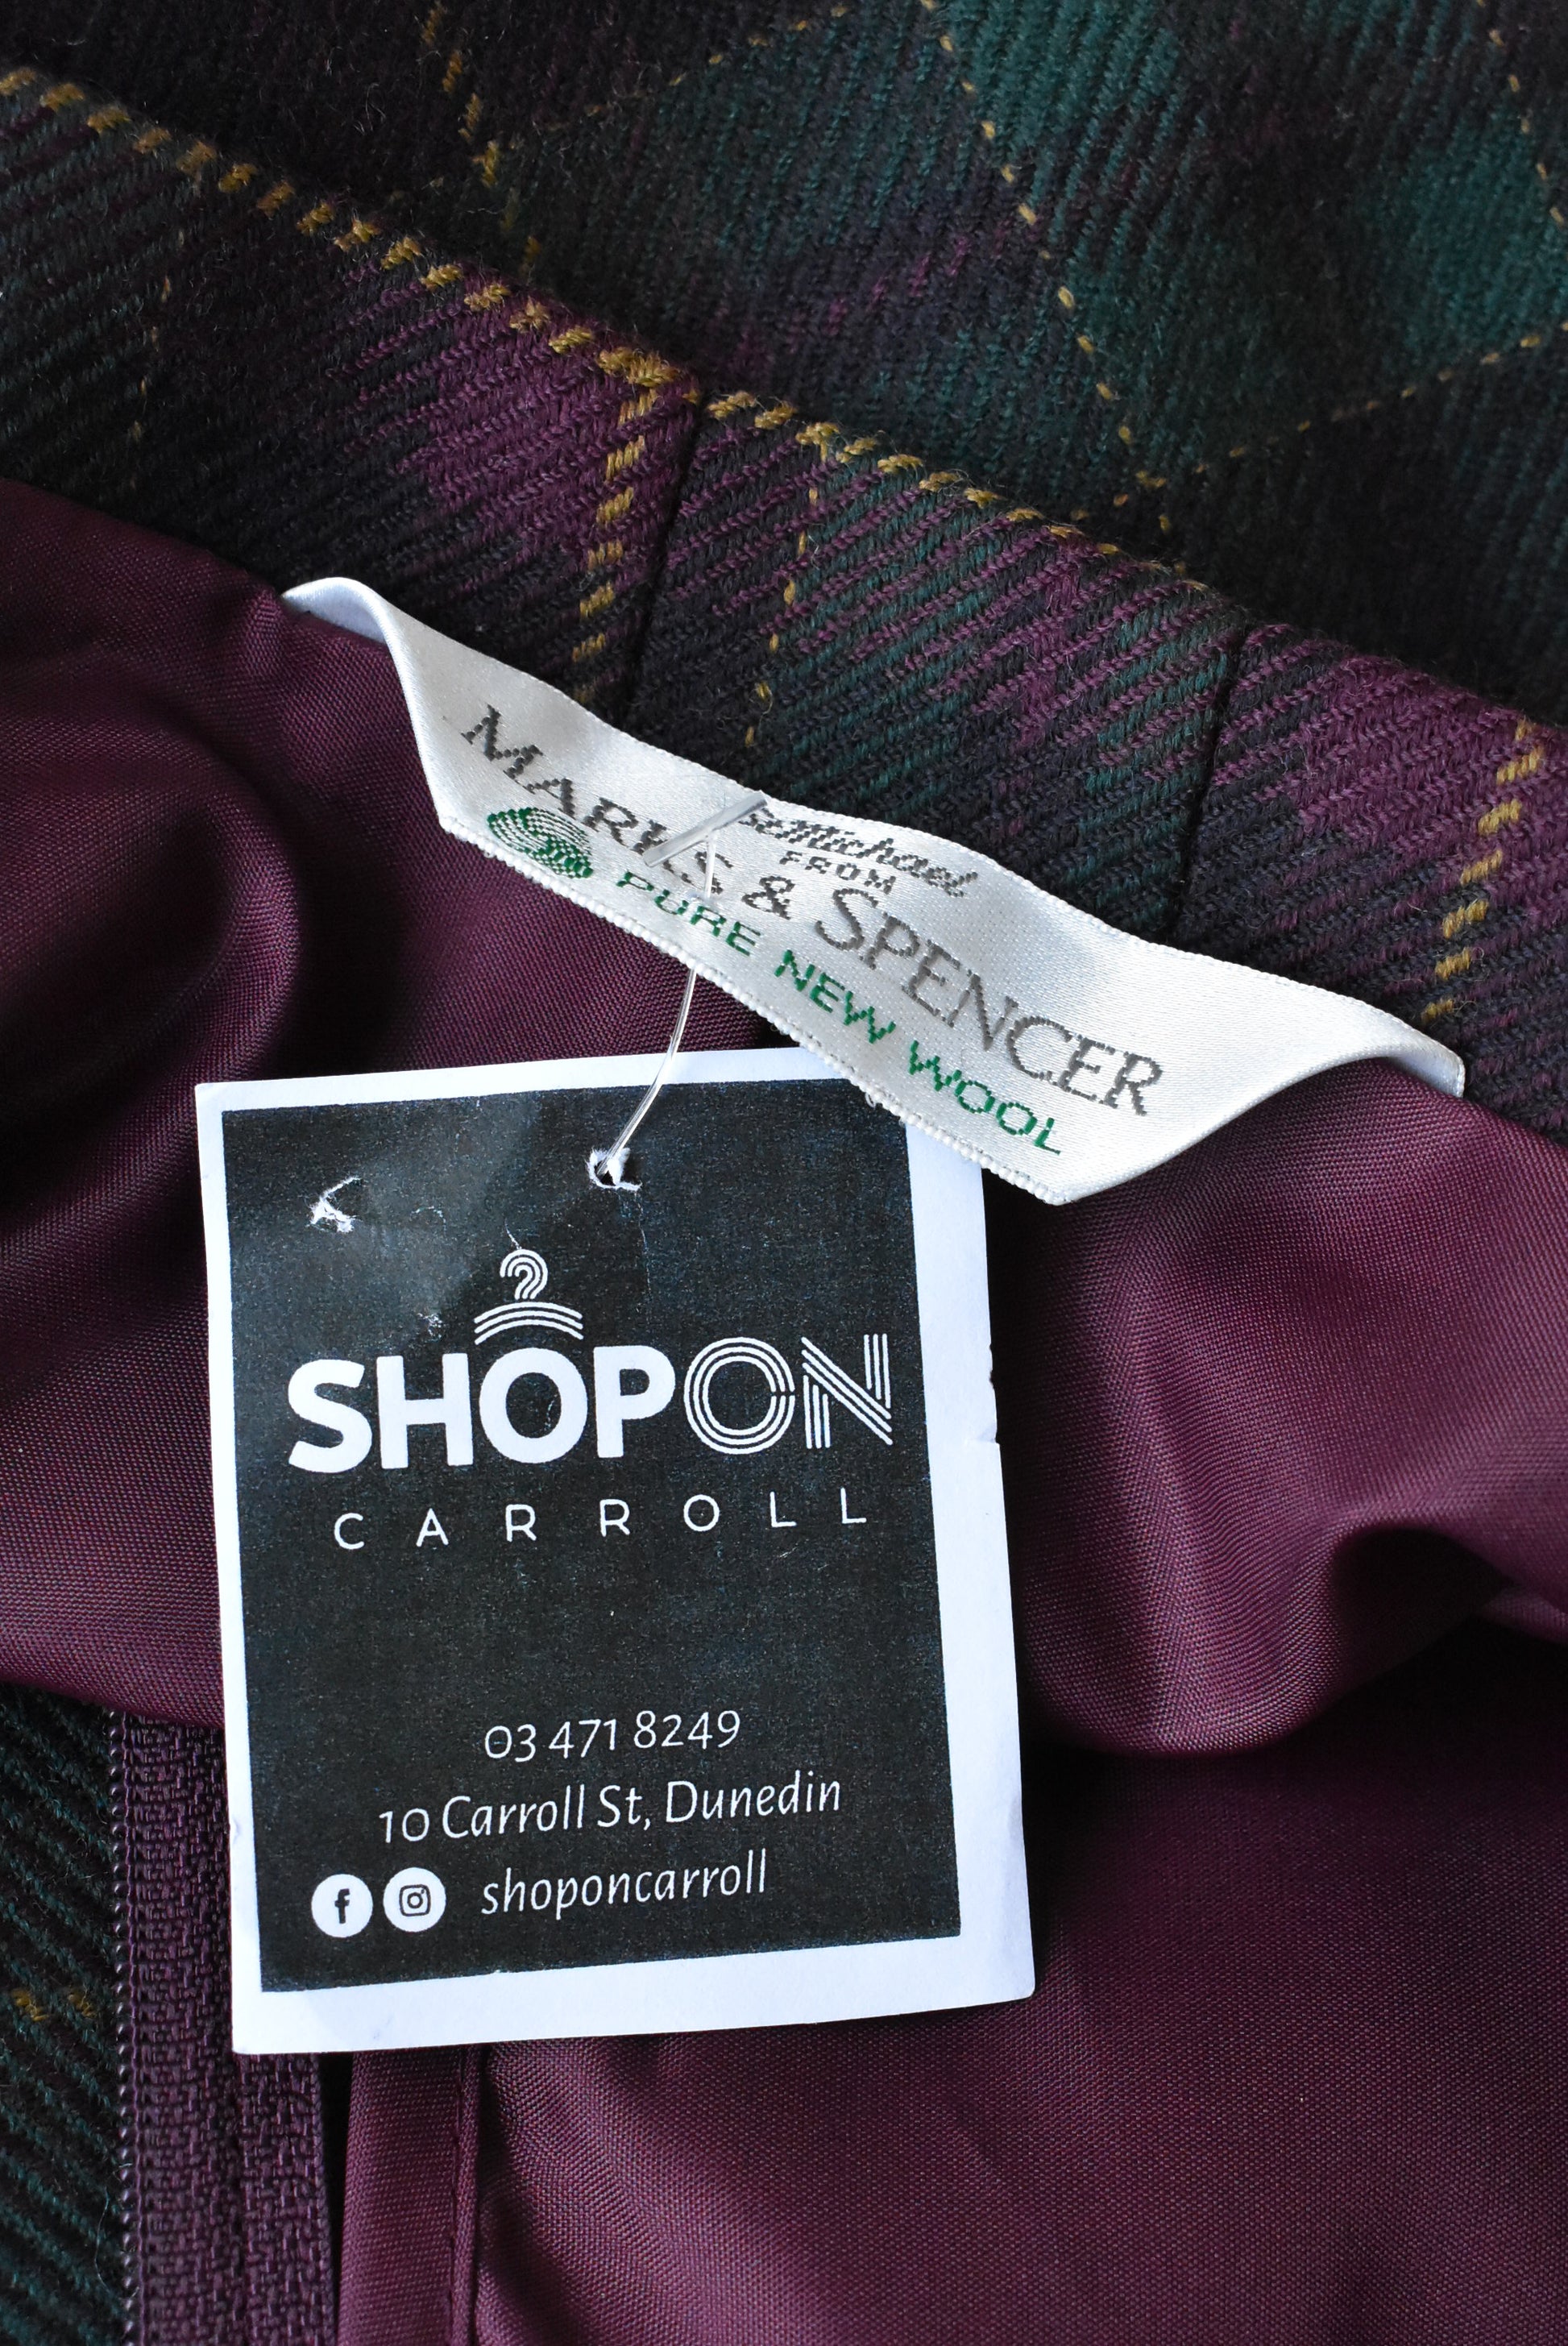 St Michael
FROM
MARKS & SPENCER
PURE NEW WOOL
SHOPON
CARROLL
03 471 8249
10 Carroll St, Dunedin
shoponcarroll